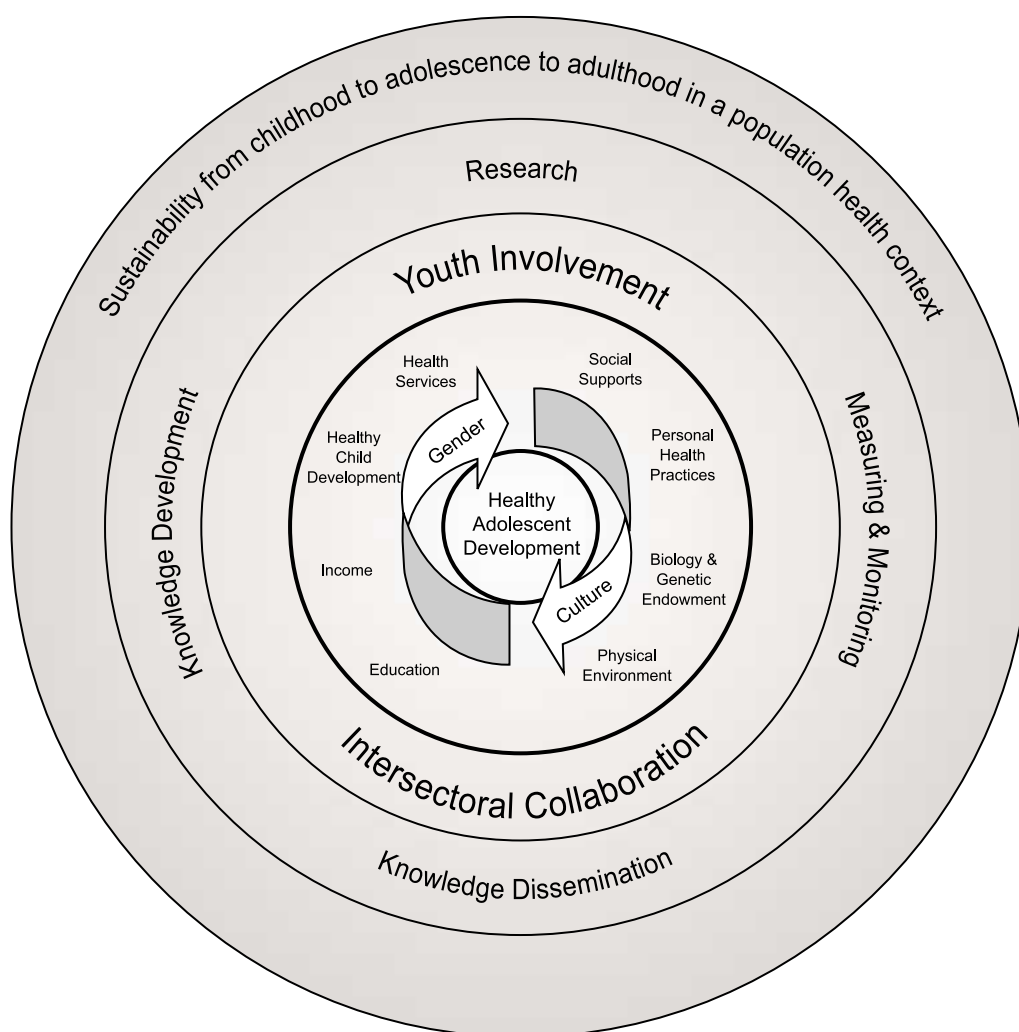 Sustainability from childhood to adolescence to adulthood in a population health context
Research
Youth Involvement
Health
Services
Social
Supports
Gender
Healthy
Child
Development
Personal
Health
Practices
Healthy
Adolescent
Development
Knowledge Development
Measuring & Monitoring
Income
Biology &
Genetic
Endowment
Culture
Education
Physical
Environment
Intersectoral Collaboration
Knowledge Dissemination